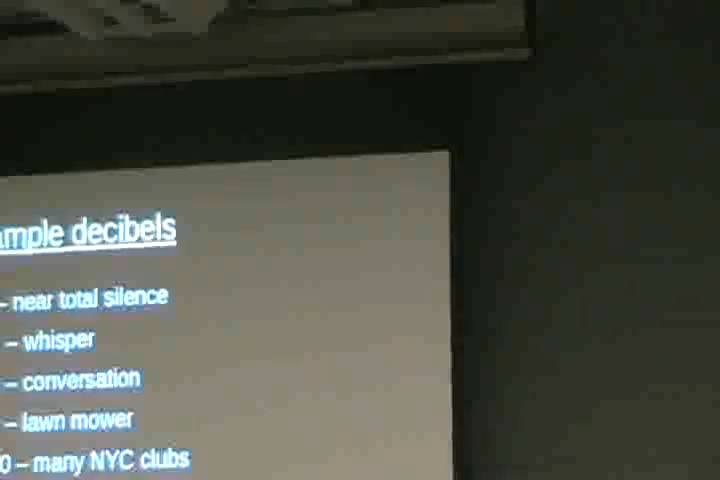 ample decibels
– near total silence
– whisper
– conversation
– lawn mower
0 – many NYC clubs